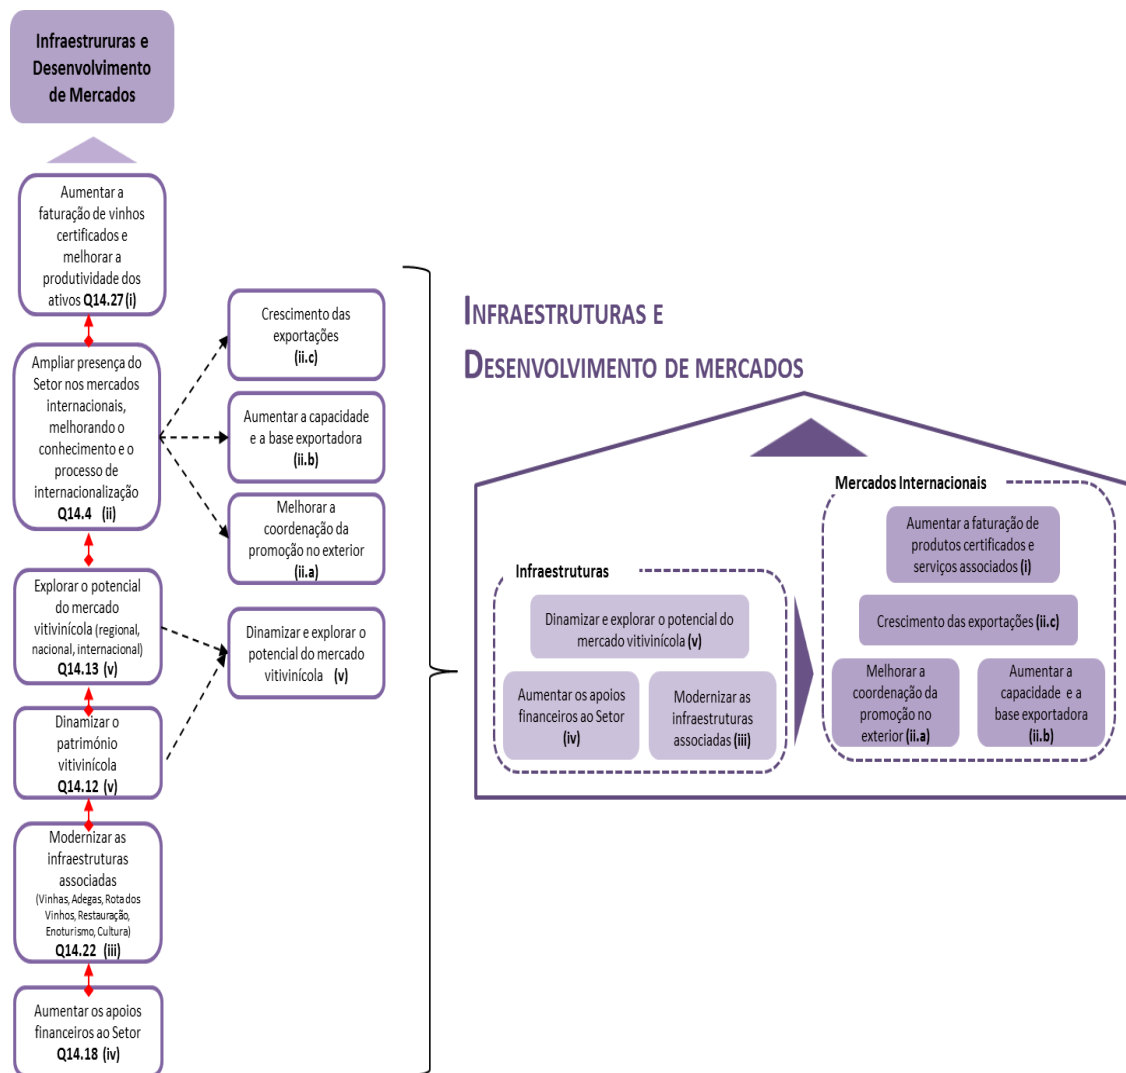 Infraestrururas e
Desenvolvimento
de Mercados
Aumentar a
faturação de vinhos
certificados e
melhorar a
produtividade dos
ativos Q14.27 (i)
Ampliar presença do
Setor nos mercados
internacionais,
melhorando o
conhecimento e o
processo de
internacionalização
Q14.4 (ii)
Explorar o potencial
do mercado
vitivinícola (regional,
nacional, internacional)
Q14.13 (v)
Dinamizar o
património
vitivinícola
Q14.12 (v)
Modernizar as
infraestruturas
associadas
(Vinhas, Adegas, Rota dos
Vinhos, Restauração,
Enoturismo, Cultura)
Q14.22 (iii)
Aumentar os apoios
financeiros ao Setor
Q14.18 (iv)
Crescimento das
exportações
(ii.c)
Aumentar a capacidade
e a base exportadora
(ii.b)
Melhorar a
coordenação da
promoção no exterior
(ii.a)
Dinamizar e explorar o
potencial do mercado
vitivinícola (v)
INFRAESTRUTURAS E
DESENVOLVIMENTO DE MERCADOS
Infraestruturas
Dinamizar e explorar o potencial do
mercado vitivinícola (v)
Aumentar os apoios
financeiros ao Setor
(iv)
Modernizar as
infraestruturas
associadas (iii)
Mercados Internacionais
Aumentar a faturação de
produtos certificados e
serviços associados (i)
Crescimento das exportações (ii.c)
Melhorar a
coordenação da
promoção no
exterior (ii.a)
Aumentar a
capacidade e a
base exportadora
(ii.b)